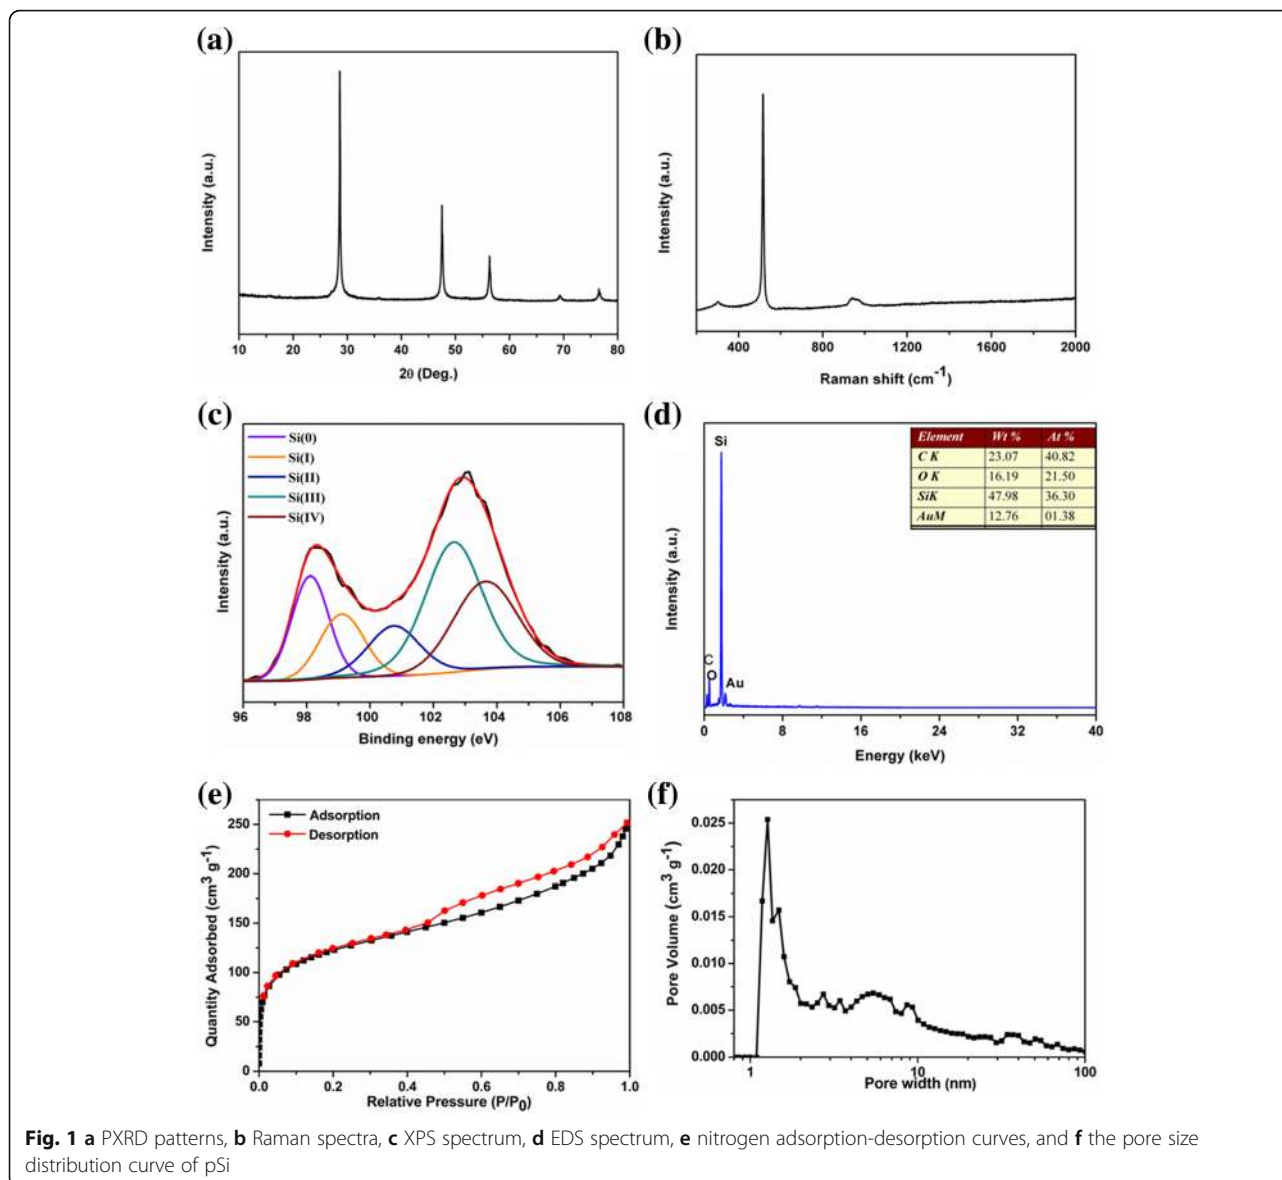 (a)
Intensity (a.u.)
10 20 30 40 50 60 70 80
2θ (Deg.)
(b)
Intensity (a.u.)
400 800 1200 1600 2000
Raman shift (cm-1)
(c)
Si(0)
Si(I)
Si(II)
Si(III)
Si(IV)
Intensity (a.u.)
96 98 100 102 104 106 108
Binding energy (eV)
(d)
Si
C
O
Au
Element Wt % At %
C K 23.07 40.82
O K 16.19 21.50
SiK 47.98 36.30
AuM 12.76 01.38
Intensity (a.u.)
0 8 16 24 32 40
Energy (keV)
(e)
Adsorption
Desorption
Quantity Adsorbed (cm3 g-1)
250
200
150
100
50
0
0.0 0.2 0.4 0.6 0.8 1.0
Relative Pressure (P/P0)
(f)
Pore Volume (cm3 g-1)
0.025
0.020
0.015
0.010
0.005
0.000
1 10 100
Pore width (nm)
Fig. 1 a PXRD patterns, b Raman spectra, c XPS spectrum, d EDS spectrum, e nitrogen adsorption-desorption curves, and f the pore size
distribution curve of pSi